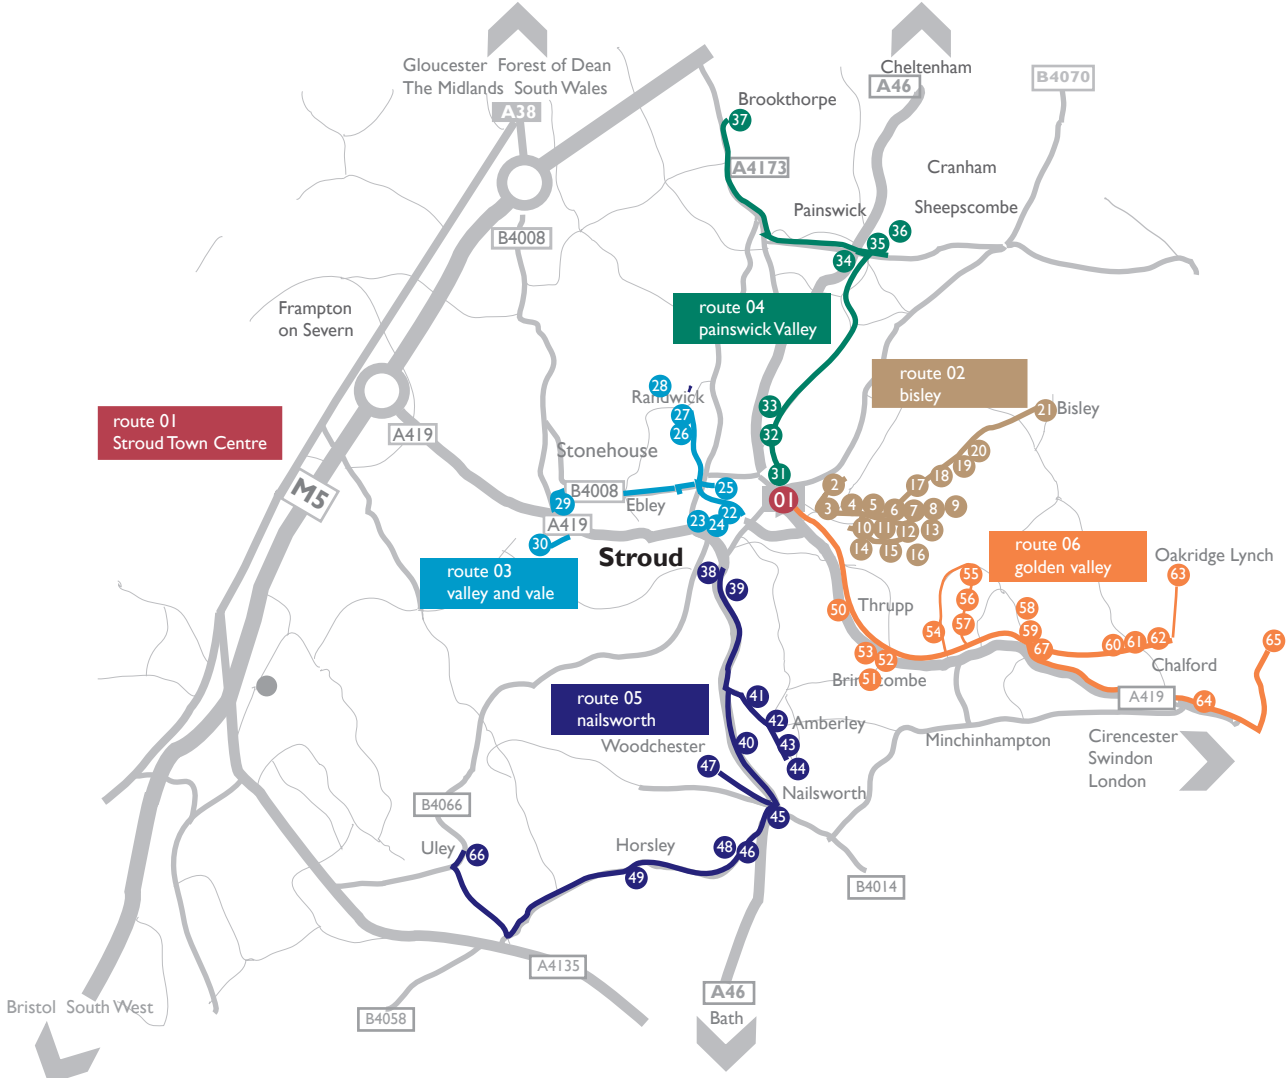 Gloucester Forest of Dean
The Midlands South Wales
A38
Cheltenham
A46
B4070
Brookthorpe
37
A4173
Cranham
Painswick
Sheepscombe
36
35
34
B4008
Frampton
on Severn
route 04
painswick Valley
route 02
bisley
28
Randwick
27
26
33
32
31
21
Bisley
route 01
Stroud Town Centre
A419
Stonehouse
M5
B4008
29
Ebley
25
22
23
24
01
A419
30
Stroud
2
3
4
5
6
7
8
9
10
11
12
13
14
15
16
17
18
19
20
route 03
valley and vale
route 06
golden valley
Oakridge Lynch
63
38
39
50
Thrupp
55
56
57
54
58
59
67
60
61
62
65
53
52
51
Brimscombe
Chalford
A419
64
route 05
nailsworth
41
42
Amberley
43
44
40
Woodchester
47
Minchinhampton
Cirencester
Swindon
London
Nailsworth
45
B4066
Uley
66
Horsley
48
46
49
B4014
A4135
A46
Bath
B4058
Bristol South West